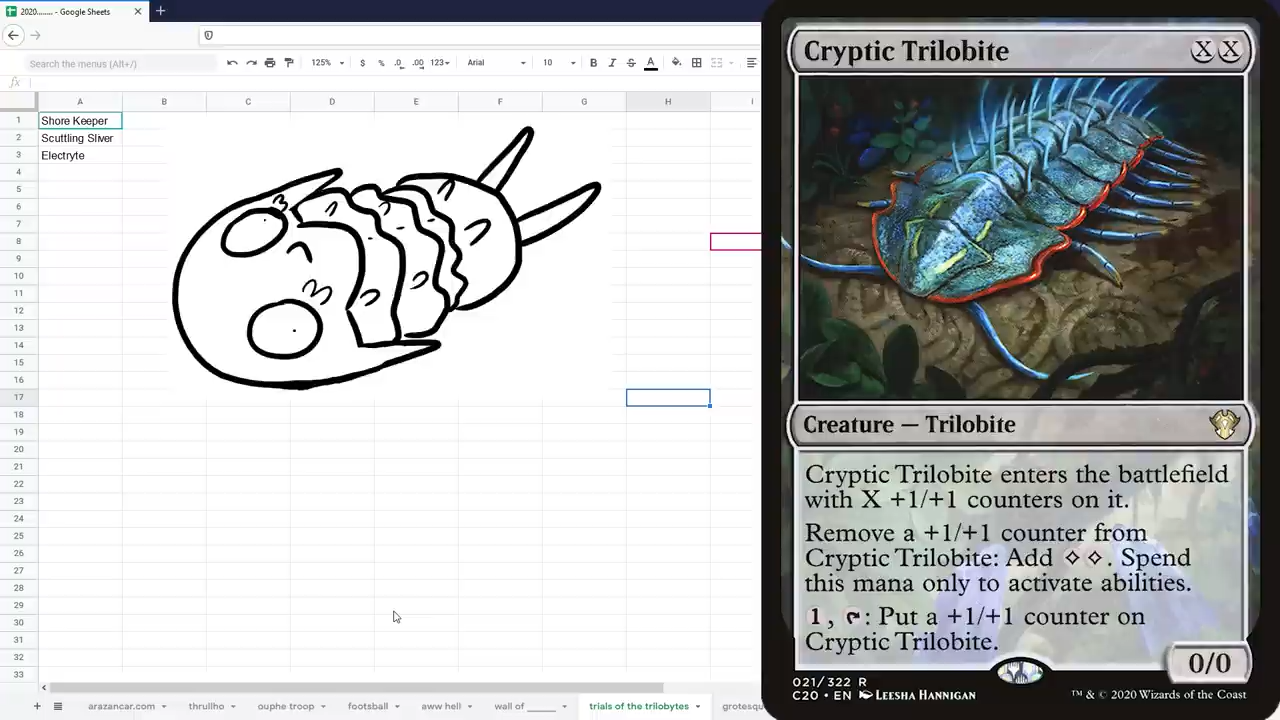 2020........ - Google Sheets
Search the menus (Alt+/)
125%
$ % .0 .00 123
Arial
10
B I S A
fx
A B C D E F G H I
1 Shore Keeper
2 Scuttling Sliver
3 Electryte
4
5
6
7
8
9
10
11
12
13
14
15
16
17
18
19
20
21
22
23
24
25
26
27
28
29
30
31
32
33
arazancar.com
thrullho
ouphe troop
footsball
aww hell
wall of ______
trials of the trilobytes
grotesqu
Cryptic Trilobite X X
Creature — Trilobite
Cryptic Trilobite enters the battlefield
with X +1/+1 counters on it.
Remove a +1/+1 counter from
Cryptic Trilobite: Add ◇◇. Spend
this mana only to activate abilities.
1, : Put a +1/+1 counter on
Cryptic Trilobite.
0/0
021/322 R
C20 • EN LEESHA HANNIGAN
™ & © 2020 Wizards of the Coast